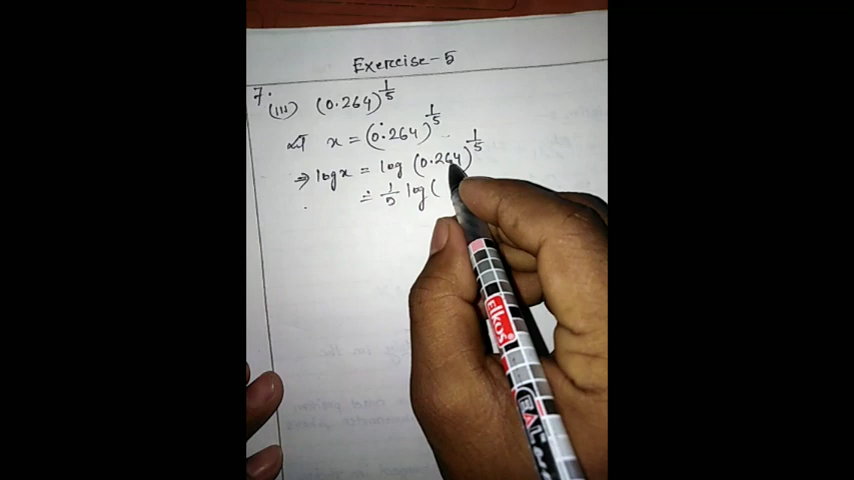 Exercise-5
7.
(iii) (0.264)^{1/5}
x = (0.264)^{1/5}
⇒ log x = log (0.264)^{1/5}
= 1/5 log (
Elkos